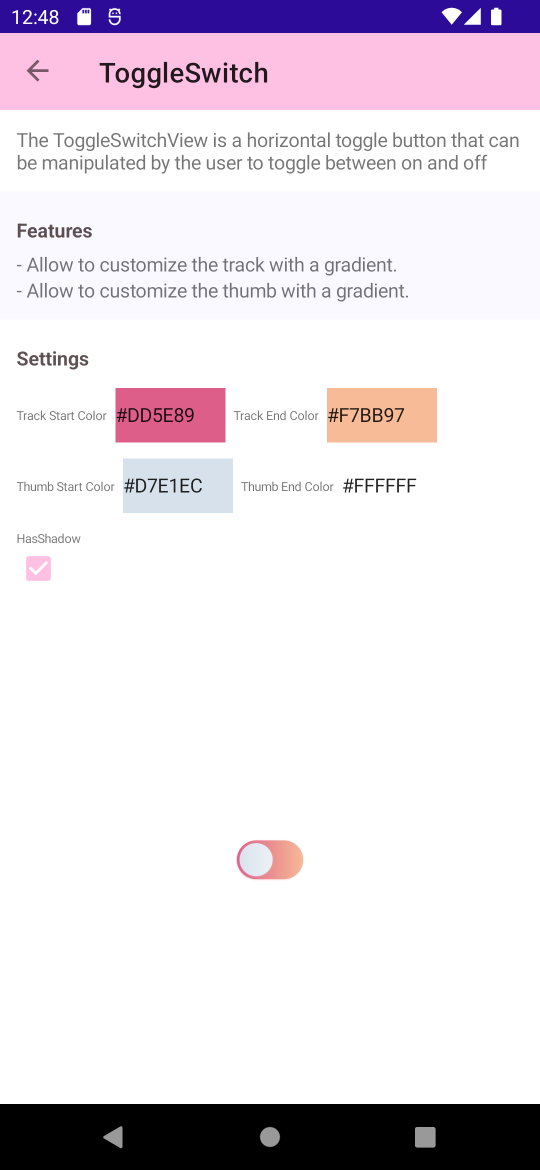 12:48
ToggleSwitch
The ToggleSwitchView is a horizontal toggle button that can
be manipulated by the user to toggle between on and off
Features
- Allow to customize the track with a gradient.
- Allow to customize the thumb with a gradient.
Settings
Track Start Color #DD5E89 Track End Color #F7BB97
Thumb Start Color #D7E1EC Thumb End Color #FFFFFF
HasShadow